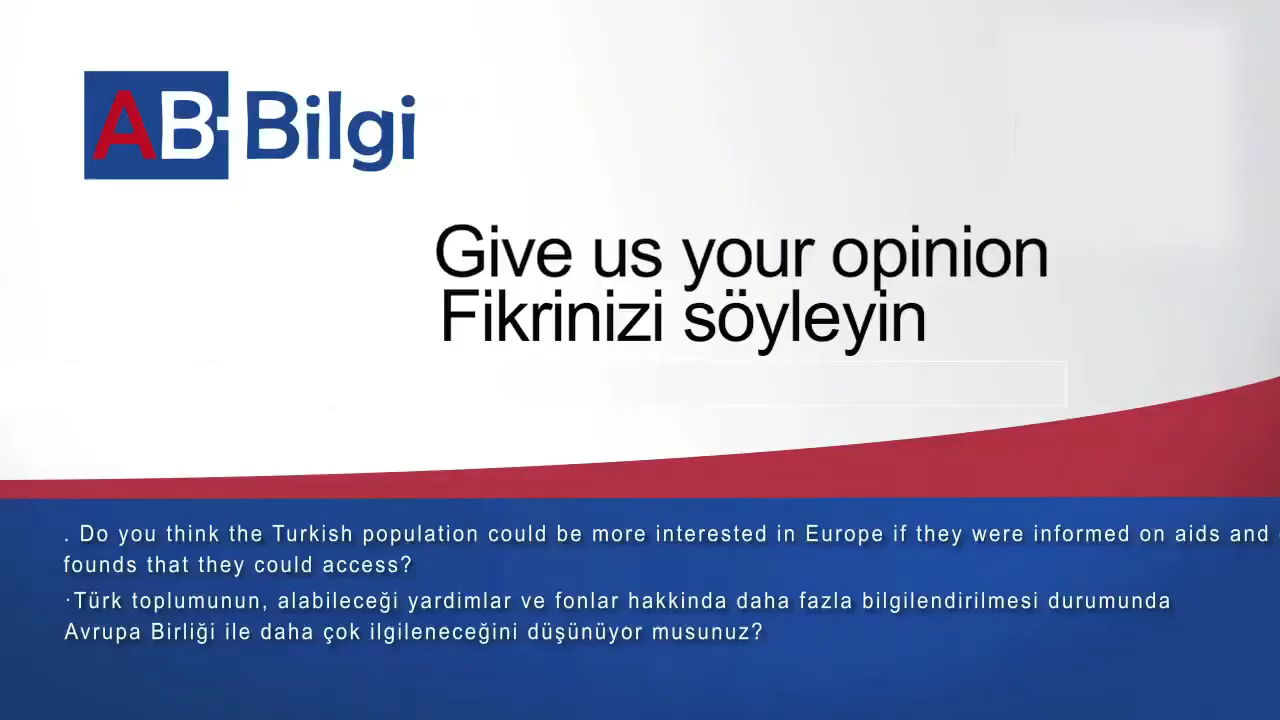 AB-Bilgi
Give us your opinion
Fikrinizi söyleyin
. Do you think the Turkish population could be more interested in Europe if they were informed on aids and
founds that they could access?
·Türk toplumunun, alabileceği yardimlar ve fonlar hakkinda daha fazla bilgilendirilmesi durumunda
Avrupa Birliği ile daha çok ilgileneceğini düşünüyor musunuz?